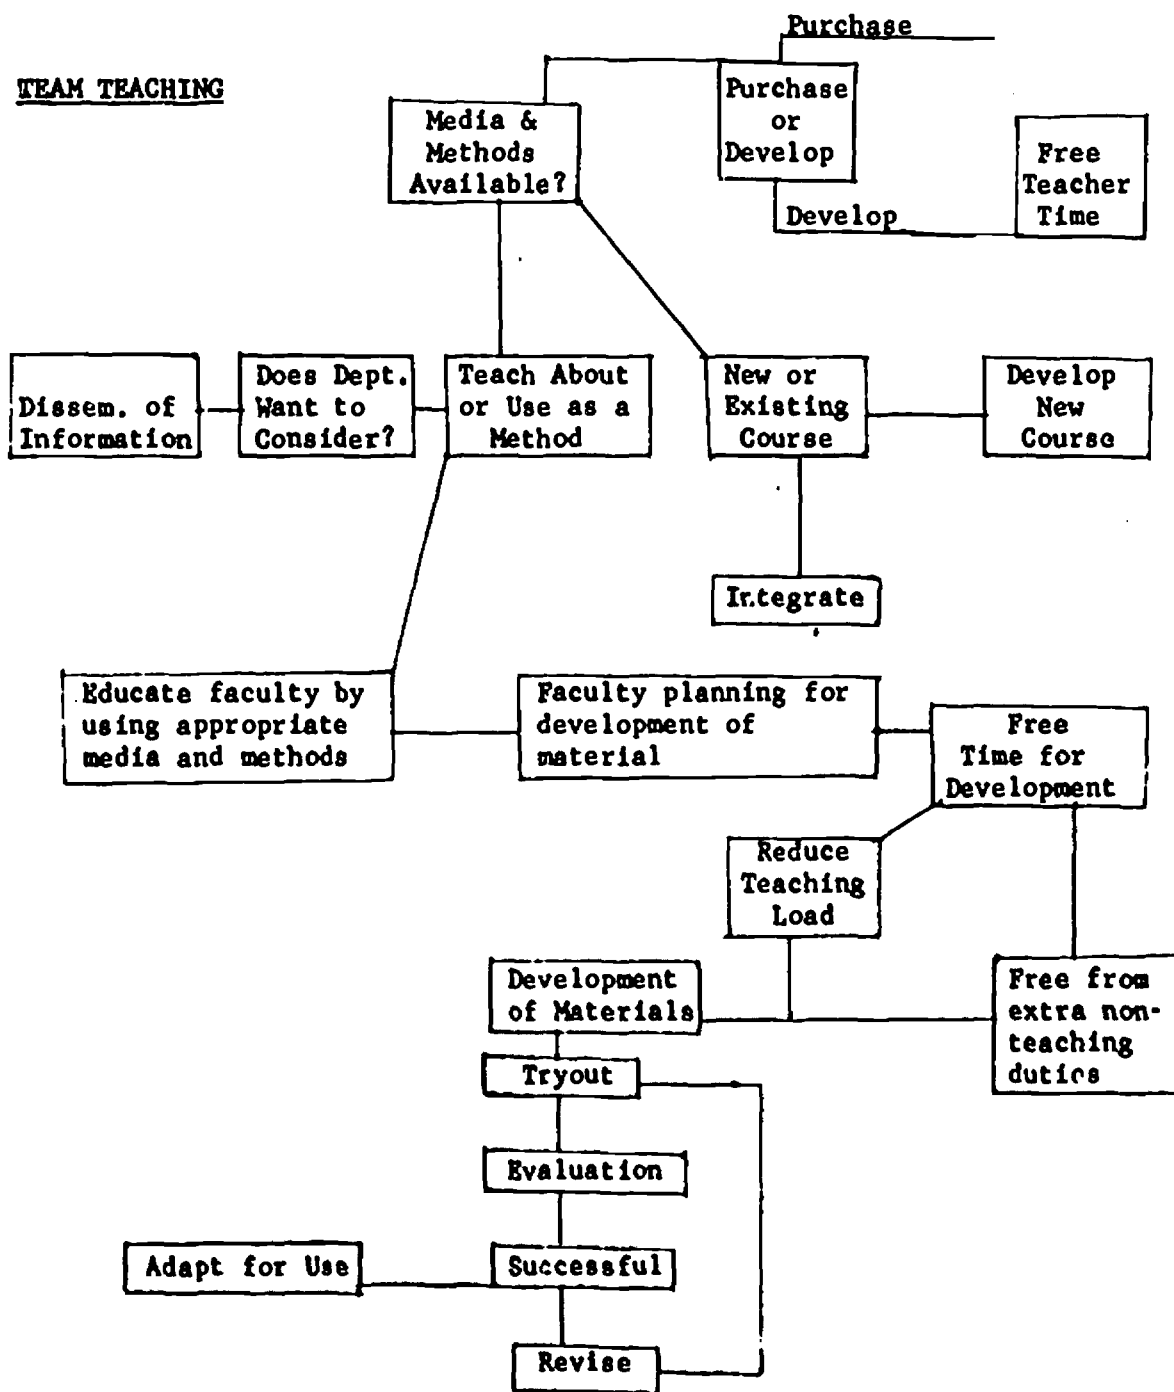 TEAM TEACHING
Purchase
Media &
Methods
Available?
Purchase
or
Develop
Free
Teacher
Time
Develop
Dissem. of
Information
Does Dept.
Want to
Consider?
Teach About
or Use as a
Method
New or
Existing
Course
Develop
New
Course
Integrate
Educate faculty by
using appropriate
media and methods
Faculty planning for
development of
material
Free
Time for
Development
Reduce
Teaching
Load
Development
of Materials
Free from
extra non-
teaching
duties
Tryout
Evaluation
Adapt for Use
Successful
Revise